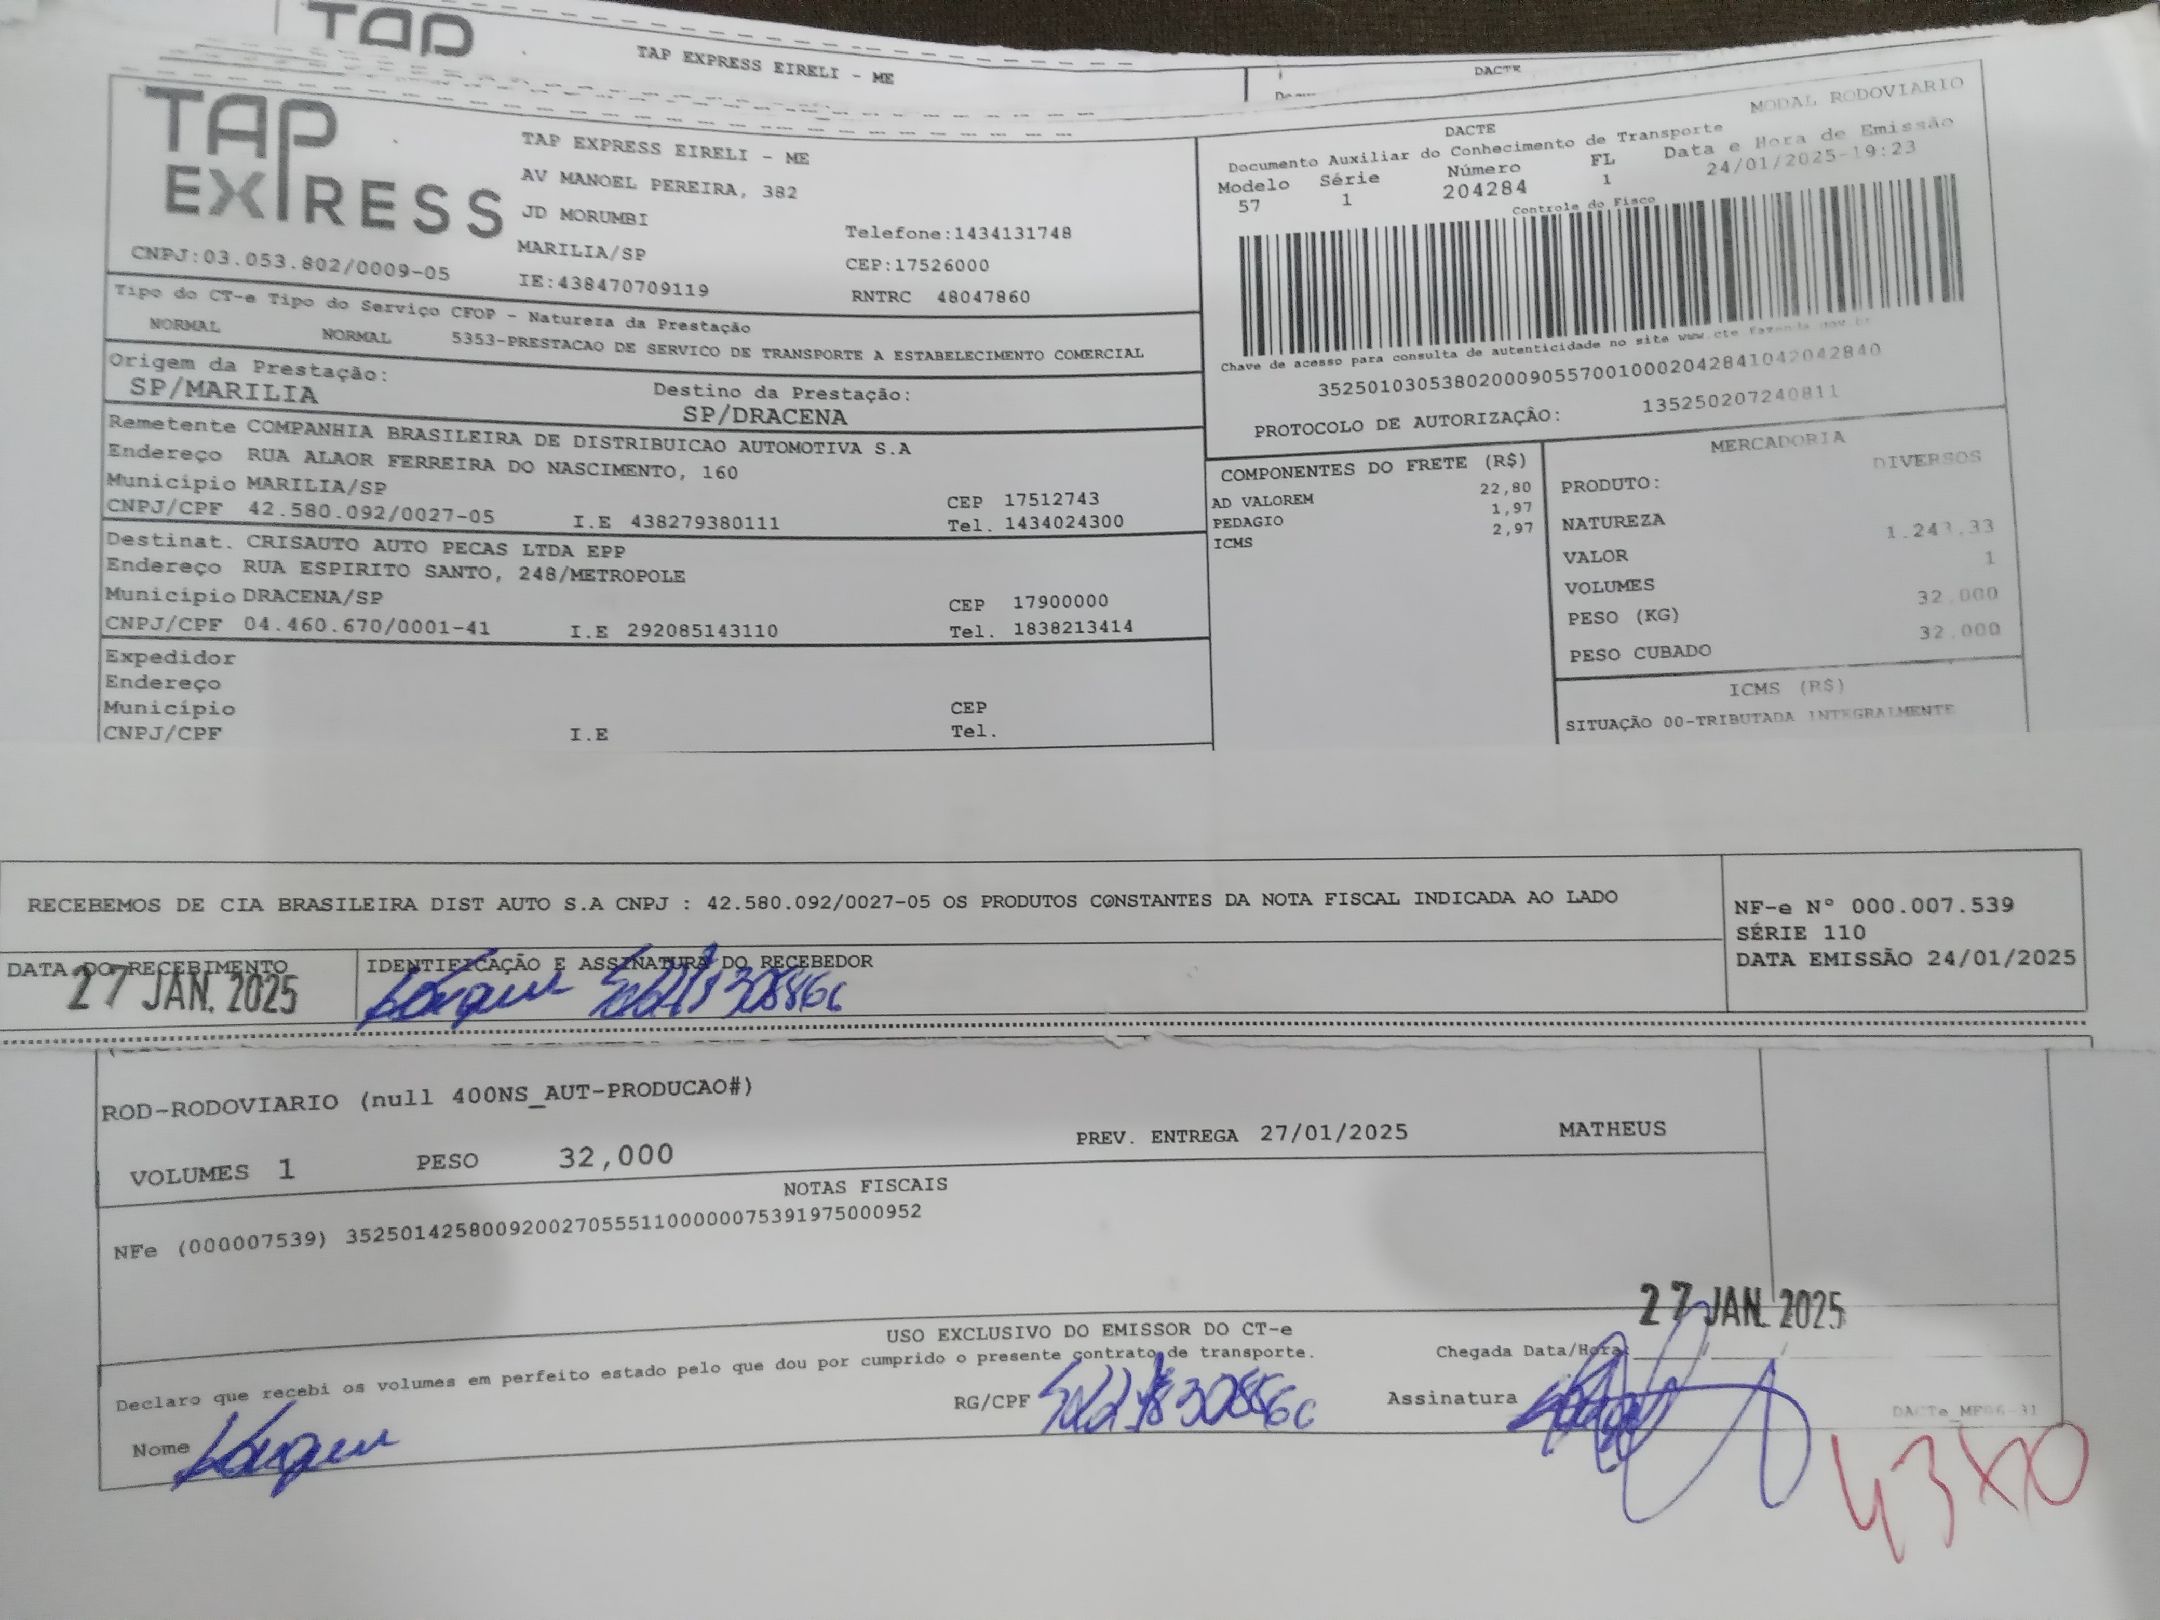 TAP
TAP EXPRESS EIRELI - ME
DACTE
TAP
EXPRESS
CNPJ:03.053.802/0009-05
TAP EXPRESS EIRELI - ME
AV MANOEL PEREIRA, 382
JD MORUMBI
MARILIA/SP
IE:438470709119
Telefone:1434131748
CEP:17526000
RNTRC 48047860
DACTE
MODAL RODOVIARIO
Documento Auxiliar do Conhecimento de Transporte
Modelo Série Número FL Data e Hora de Emissão
57 1 204284 1 24/01/2025-19:23
Controle do Fisco
Chave de acesso para consulta de autenticidade no site www.cte.fazenda.gov.br
35250103053802000905570010002042841042042840
PROTOCOLO DE AUTORIZAÇÃO: 135250207240811
Tipo do CT-e Tipo do Serviço CFOP - Natureza da Prestação
NORMAL NORMAL 5353-PRESTACAO DE SERVICO DE TRANSPORTE A ESTABELECIMENTO COMERCIAL
Origem da Prestação: Destino da Prestação:
SP/MARILIA SP/DRACENA
Remetente COMPANHIA BRASILEIRA DE DISTRIBUICAO AUTOMOTIVA S.A
Endereço RUA ALAOR FERREIRA DO NASCIMENTO, 160
Município MARILIA/SP CEP 17512743
CNPJ/CPF 42.580.092/0027-05 I.E 438279380111 Tel. 1434024300
Destinat. CRISAUTO AUTO PECAS LTDA EPP
Endereço RUA ESPIRITO SANTO, 248/METROPOLE
Município DRACENA/SP CEP 17900000
CNPJ/CPF 04.460.670/0001-41 I.E 292085143110 Tel. 1838213414
Expedidor
Endereço
Município CEP
CNPJ/CPF I.E Tel.
COMPONENTES DO FRETE (R$)
AD VALOREM 22,80
PEDAGIO 1,97
ICMS 2,97
MERCADORIA
PRODUTO: DIVERSOS
NATUREZA
VALOR 1.243,33
VOLUMES 1
PESO (KG) 32.000
PESO CUBADO 32.000
ICMS (R$)
SITUAÇÃO 00-TRIBUTADA INTEGRALMENTE
RECEBEMOS DE CIA BRASILEIRA DIST AUTO S.A CNPJ : 42.580.092/0027-05 OS PRODUTOS CONSTANTES DA NOTA FISCAL INDICADA AO LADO
NF-e N° 000.007.539
SÉRIE 110
DATA EMISSÃO 24/01/2025
DATA DO RECEBIMENTO IDENTIFICAÇÃO E ASSINATURA DO RECEBEDOR
27 JAN. 2025
ROD-RODOVIARIO (null 400NS_AUT-PRODUCAO#)
VOLUMES 1 PESO 32,000 PREV. ENTREGA 27/01/2025 MATHEUS
NOTAS FISCAIS
NFe (000007539) 35250142580092002705551100000075391975000952
27 JAN. 2025
USO EXCLUSIVO DO EMISSOR DO CT-e
Declaro que recebi os volumes em perfeito estado pelo que dou por cumprido o presente contrato de transporte.
Chegada Data/Hora:
Nome RG/CPF Assinatura
DACTe_MF06-31